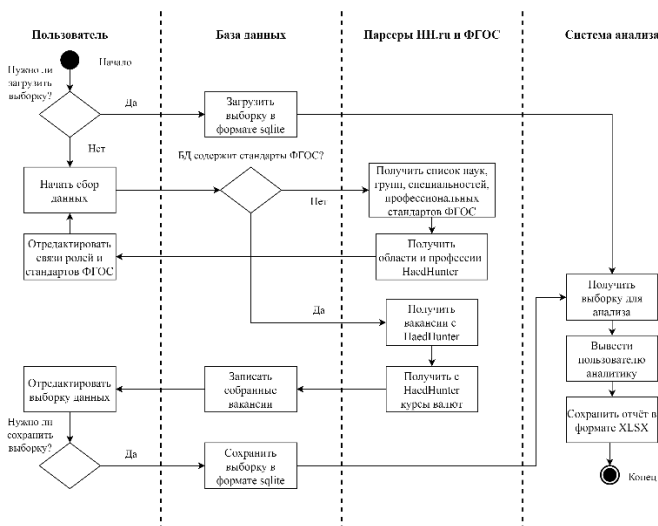 Пользователь
База данных
Парсеры HH.ru и ФГОС
Система анализа
Начало
Нужно ли
загрузить
выборку?
Да
Загрузить
выборку в
формате sqlite
Нет
БД содержит стандарты ФГОС?
Начать сбор
данных
Нет
Получить список наук,
групп, специальностей,
профессиональных
стандартов ФГОС
Отредактировать
связи ролей и
стандартов ФГОС
Получить
области и профессии
HaedHunter
Да
Получить
вакансии с
HaedHunter
Получить
выборку для
анализа
Вывести
пользователю
аналитику
Отредактировать
выборку данных
Записать
собранные
вакансии
Получить с
HaedHunter
курсы валют
Сохранить отчёт в
формате XLSX
Нужно ли
сохранить
выборку?
Да
Сохранить
выборку в
формате sqlite
Конец